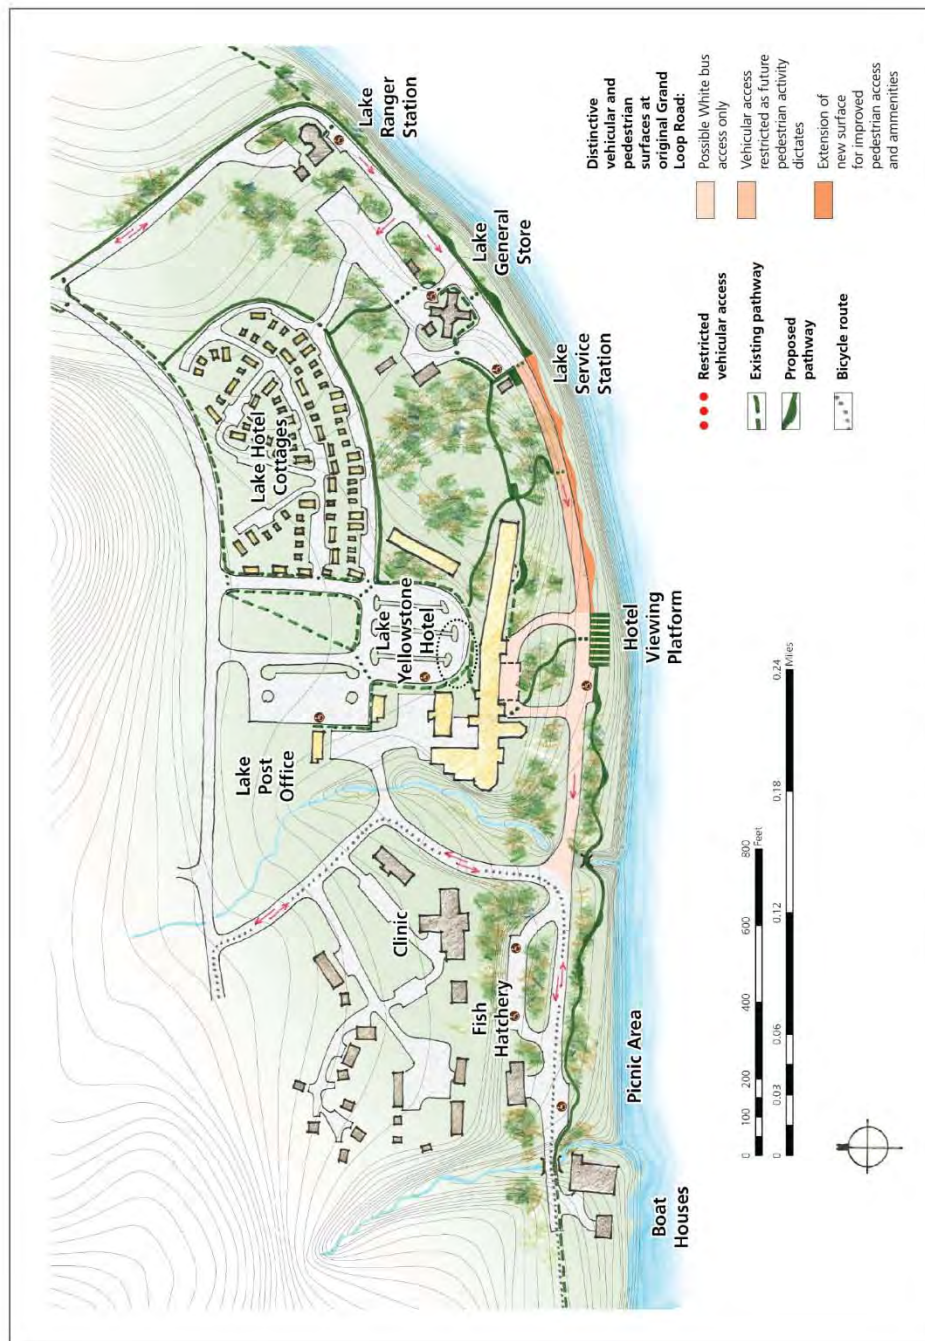 Lake
Ranger
Station
Lake
General
Store
Lake
Service
Station
Lake Hotel
Cottages
Lake
Yellowstone
Hotel
Hotel
Viewing
Platform
Lake
Post
Office
Clinic
Fish
Hatchery
Picnic Area
Boat
Houses
Distinctive
vehicular and
pedestrian
surfaces at
original Grand
Loop Road:
Possible White bus
access only
Vehicular access
restricted as future
pedestrian activity
dictates
Extension of
new surface
for improved
pedestrian access
and ammenities
Restricted
vehicular access
Existing pathway
Proposed
pathway
Bicycle route
0 100 200 400 600 800
Feet
0 0.03 0.06 0.12 0.18 0.24
Miles
N